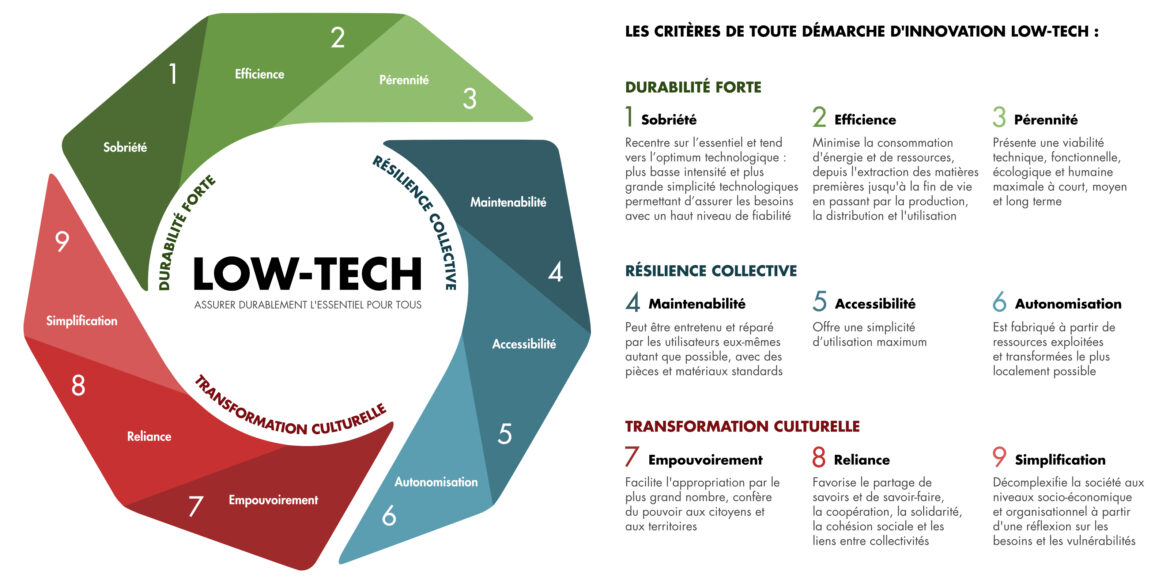 1
Sobriété
2
Efficience
Pérennité
3
Maintenabilité
4
Accessibilité
5
Autonomisation
6
Empouvoirement
7
Reliance
8
Simplification
9
DURABILITÉ FORTE
RÉSILIENCE COLLECTIVE
TRANSFORMATION CULTURELLE
LOW-TECH
ASSURER DURABLEMENT L'ESSENTIEL POUR TOUS
LES CRITÈRES DE TOUTE DÉMARCHE D'INNOVATION LOW-TECH :
DURABILITÉ FORTE
1 Sobriété
Recentre sur l’essentiel et tend
vers l’optimum technologique :
plus basse intensité et plus
grande simplicité technologiques
permettant d’assurer les besoins
avec un haut niveau de fiabilité
2 Efficience
Minimise la consommation
d'énergie et de ressources,
depuis l'extraction des matières
premières jusqu'à la fin de vie
en passant par la production,
la distribution et l'utilisation
3 Pérennité
Présente une viabilité
technique, fonctionnelle,
écologique et humaine
maximale à court, moyen
et long terme
RÉSILIENCE COLLECTIVE
4 Maintenabilité
Peut être entretenu et réparé
par les utilisateurs eux-mêmes
autant que possible, avec des
pièces et matériaux standards
5 Accessibilité
Offre une simplicité
d’utilisation maximum
6 Autonomisation
Est fabriqué à partir de
ressources exploitées
et transformées le plus
localement possible
TRANSFORMATION CULTURELLE
7 Empouvoirement
Facilite l'appropriation par le
plus grand nombre, confère
du pouvoir aux citoyens et
aux territoires
8 Reliance
Favorise le partage de
savoirs et de savoir-faire,
la coopération, la solidarité,
la cohésion sociale et les
liens entre collectivités
9 Simplification
Décomplexifie la société aux
niveaux socio-économique
et organisationnel à partir
d'une réflexion sur les
besoins et les vulnérabilités